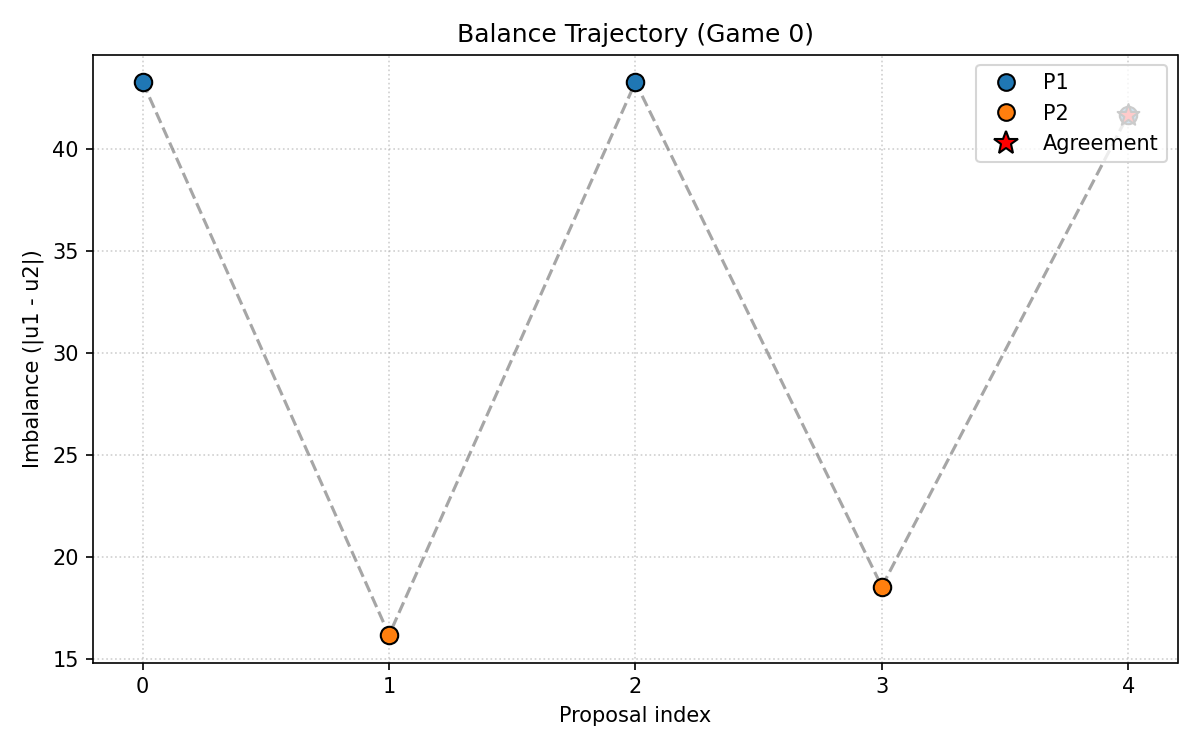 Balance Trajectory (Game 0)
P1
P2
Agreement
Imbalance (|u1 - u2|)
40
35
30
25
20
15
0 1 2 3 4
Proposal index